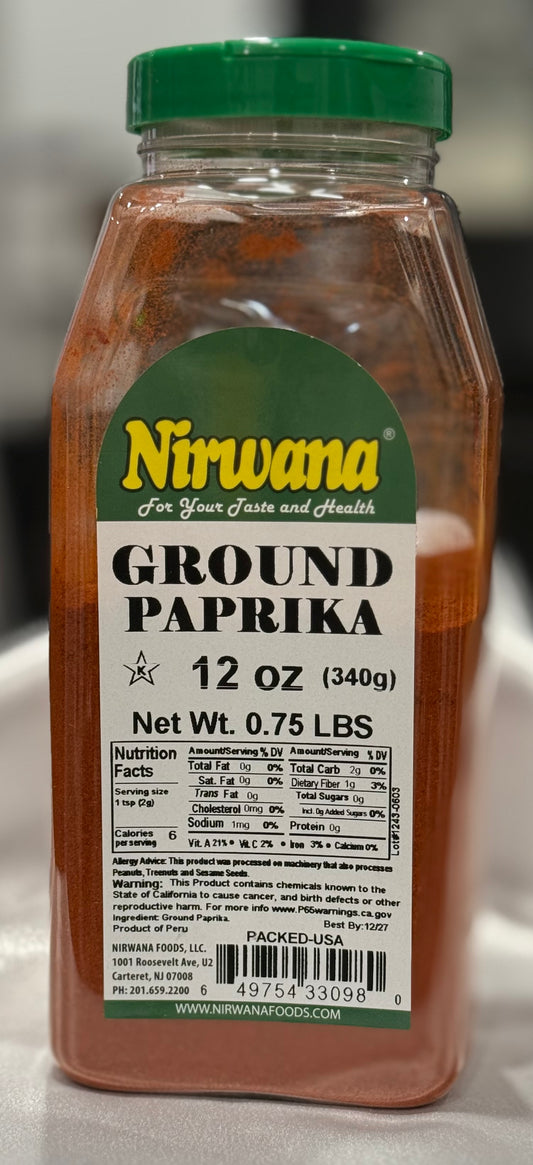 Nirwana®
For Your Taste and Health
GROUND
PAPRIKA
K 12 oz (340g)
Net Wt. 0.75 LBS
Nutrition
Facts
Serving size
1 tsp (2g)
Calories 6
per serving
Amount/Serving % DV
Total Fat 0g 0%
Sat. Fat 0g 0%
Trans Fat 0g
Cholesterol 0mg 0%
Sodium 1mg 0%
Amount/Serving % DV
Total Carb 2g 0%
Dietary Fiber 1g 3%
Total Sugars 0g
Incl. 0g Added Sugars 0%
Protein 0g
Vit. A 21% • Vit. C 2% • Iron 3% • Calcium 0%
Lot#1243-0603
Allergy Advice: This product was processed on machinery that also processes
Peanuts, Treenuts and Sesame Seeds.
Warning: This Product contains chemicals known to the
State of California to cause cancer, and birth defects or other
reproductive harm. For more info www.P65warnings.ca.gov
Ingredient: Ground Paprika.
Best By:12/27
Product of Peru
PACKED-USA
NIRWANA FOODS, LLC.
1001 Roosevelt Ave, U2
Carteret, NJ 07008
PH: 201.659.2200
6 49754 33098 0
WWW.NIRWANAFOODS.COM